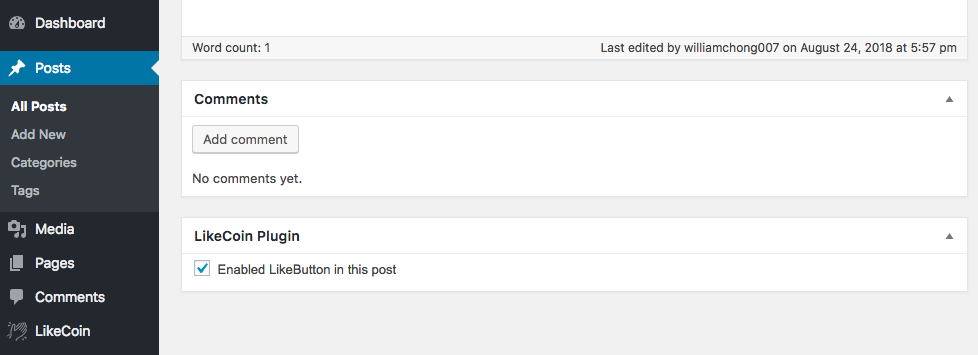 Dashboard
Posts
All Posts
Add New
Categories
Tags
Media
Pages
Comments
LikeCoin
Word count: 1
Last edited by williamchong007 on August 24, 2018 at 5:57 pm
Comments
Add comment
No comments yet.
LikeCoin Plugin
Enabled LikeButton in this post